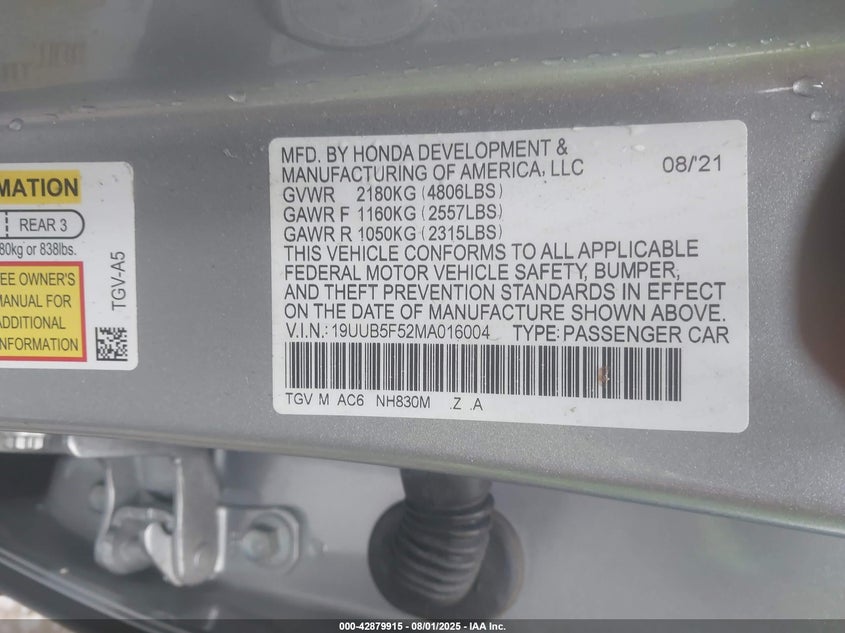 MATION
REAR 3
80kg or 838lbs.
EE OWNER'S
MANUAL FOR
ADDITIONAL
INFORMATION
TGV-A5
MFD. BY HONDA DEVELOPMENT &
MANUFACTURING OF AMERICA, LLC 08/'21
GVWR 2180KG (4806LBS)
GAWR F 1160KG (2557LBS)
GAWR R 1050KG (2315LBS)
THIS VEHICLE CONFORMS TO ALL APPLICABLE
FEDERAL MOTOR VEHICLE SAFETY, BUMPER,
AND THEFT PREVENTION STANDARDS IN EFFECT
ON THE DATE OF MANUFACTURE SHOWN ABOVE.
V.I.N.: 19UUB5F52MA016004 TYPE: PASSENGER CAR
TGV M AC6 NH830M .Z .A
000-42879915 - 08/01/2025 - IAA Inc.